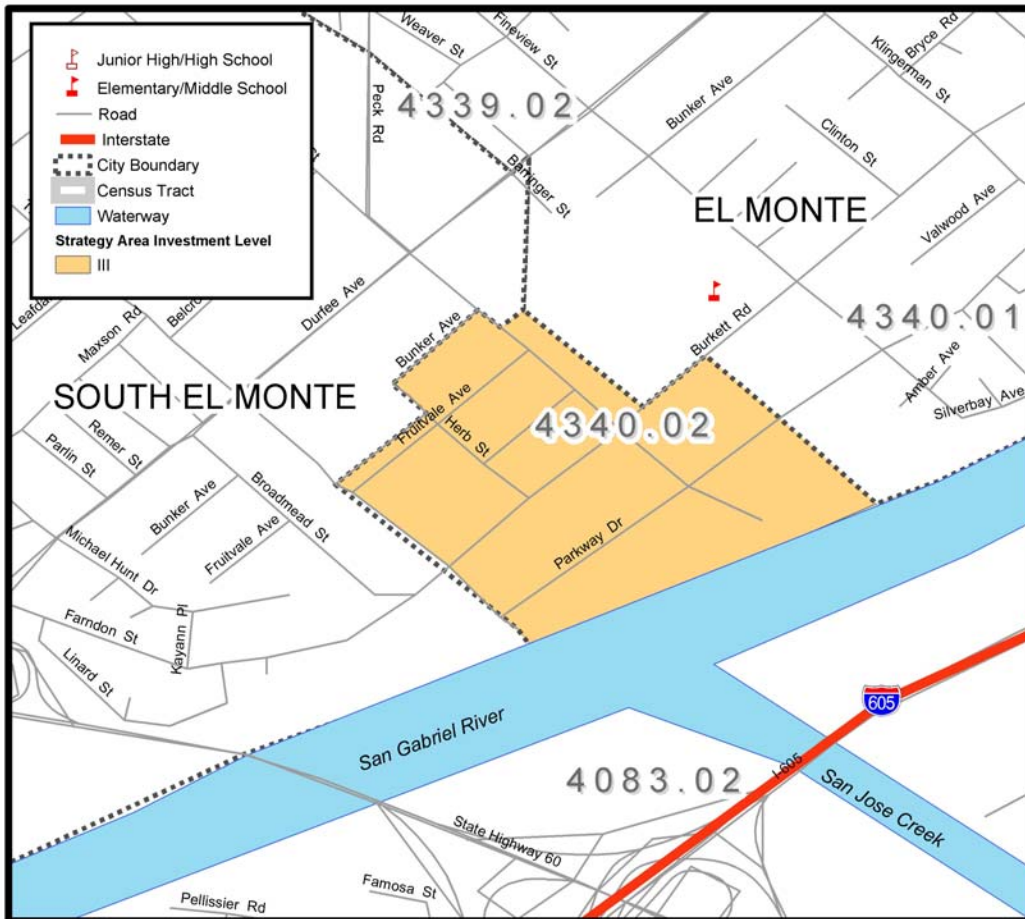 Junior High/High School
Elementary/Middle School
Road
Interstate
City Boundary
Census Tract
Waterway
Strategy Area Investment Level
III
Weaver St
Fineview St
Bryce Rd
Klingerman St
Peck Rd
4339.02
Bunker Ave
Clinton St
Barringer St
EL MONTE
Valwood Ave
Durfee Ave
Bunker Ave
Burkett Rd
4340.01
Maxson Rd
Amber Ave
Silverbay Ave
SOUTH EL MONTE
Fruitvale Ave
4340.02
Herb St
Remer St
Parlin St
Bunker Ave
Broadmead St
Fruitvale Ave
Parkway Dr
Michael Hunt Dr
Farndon St
Kayann Pl
Linard St
605
San Gabriel River
4083.02
I-605
San Jose Creek
State Highway 60
Famosa St
Pellissier Rd